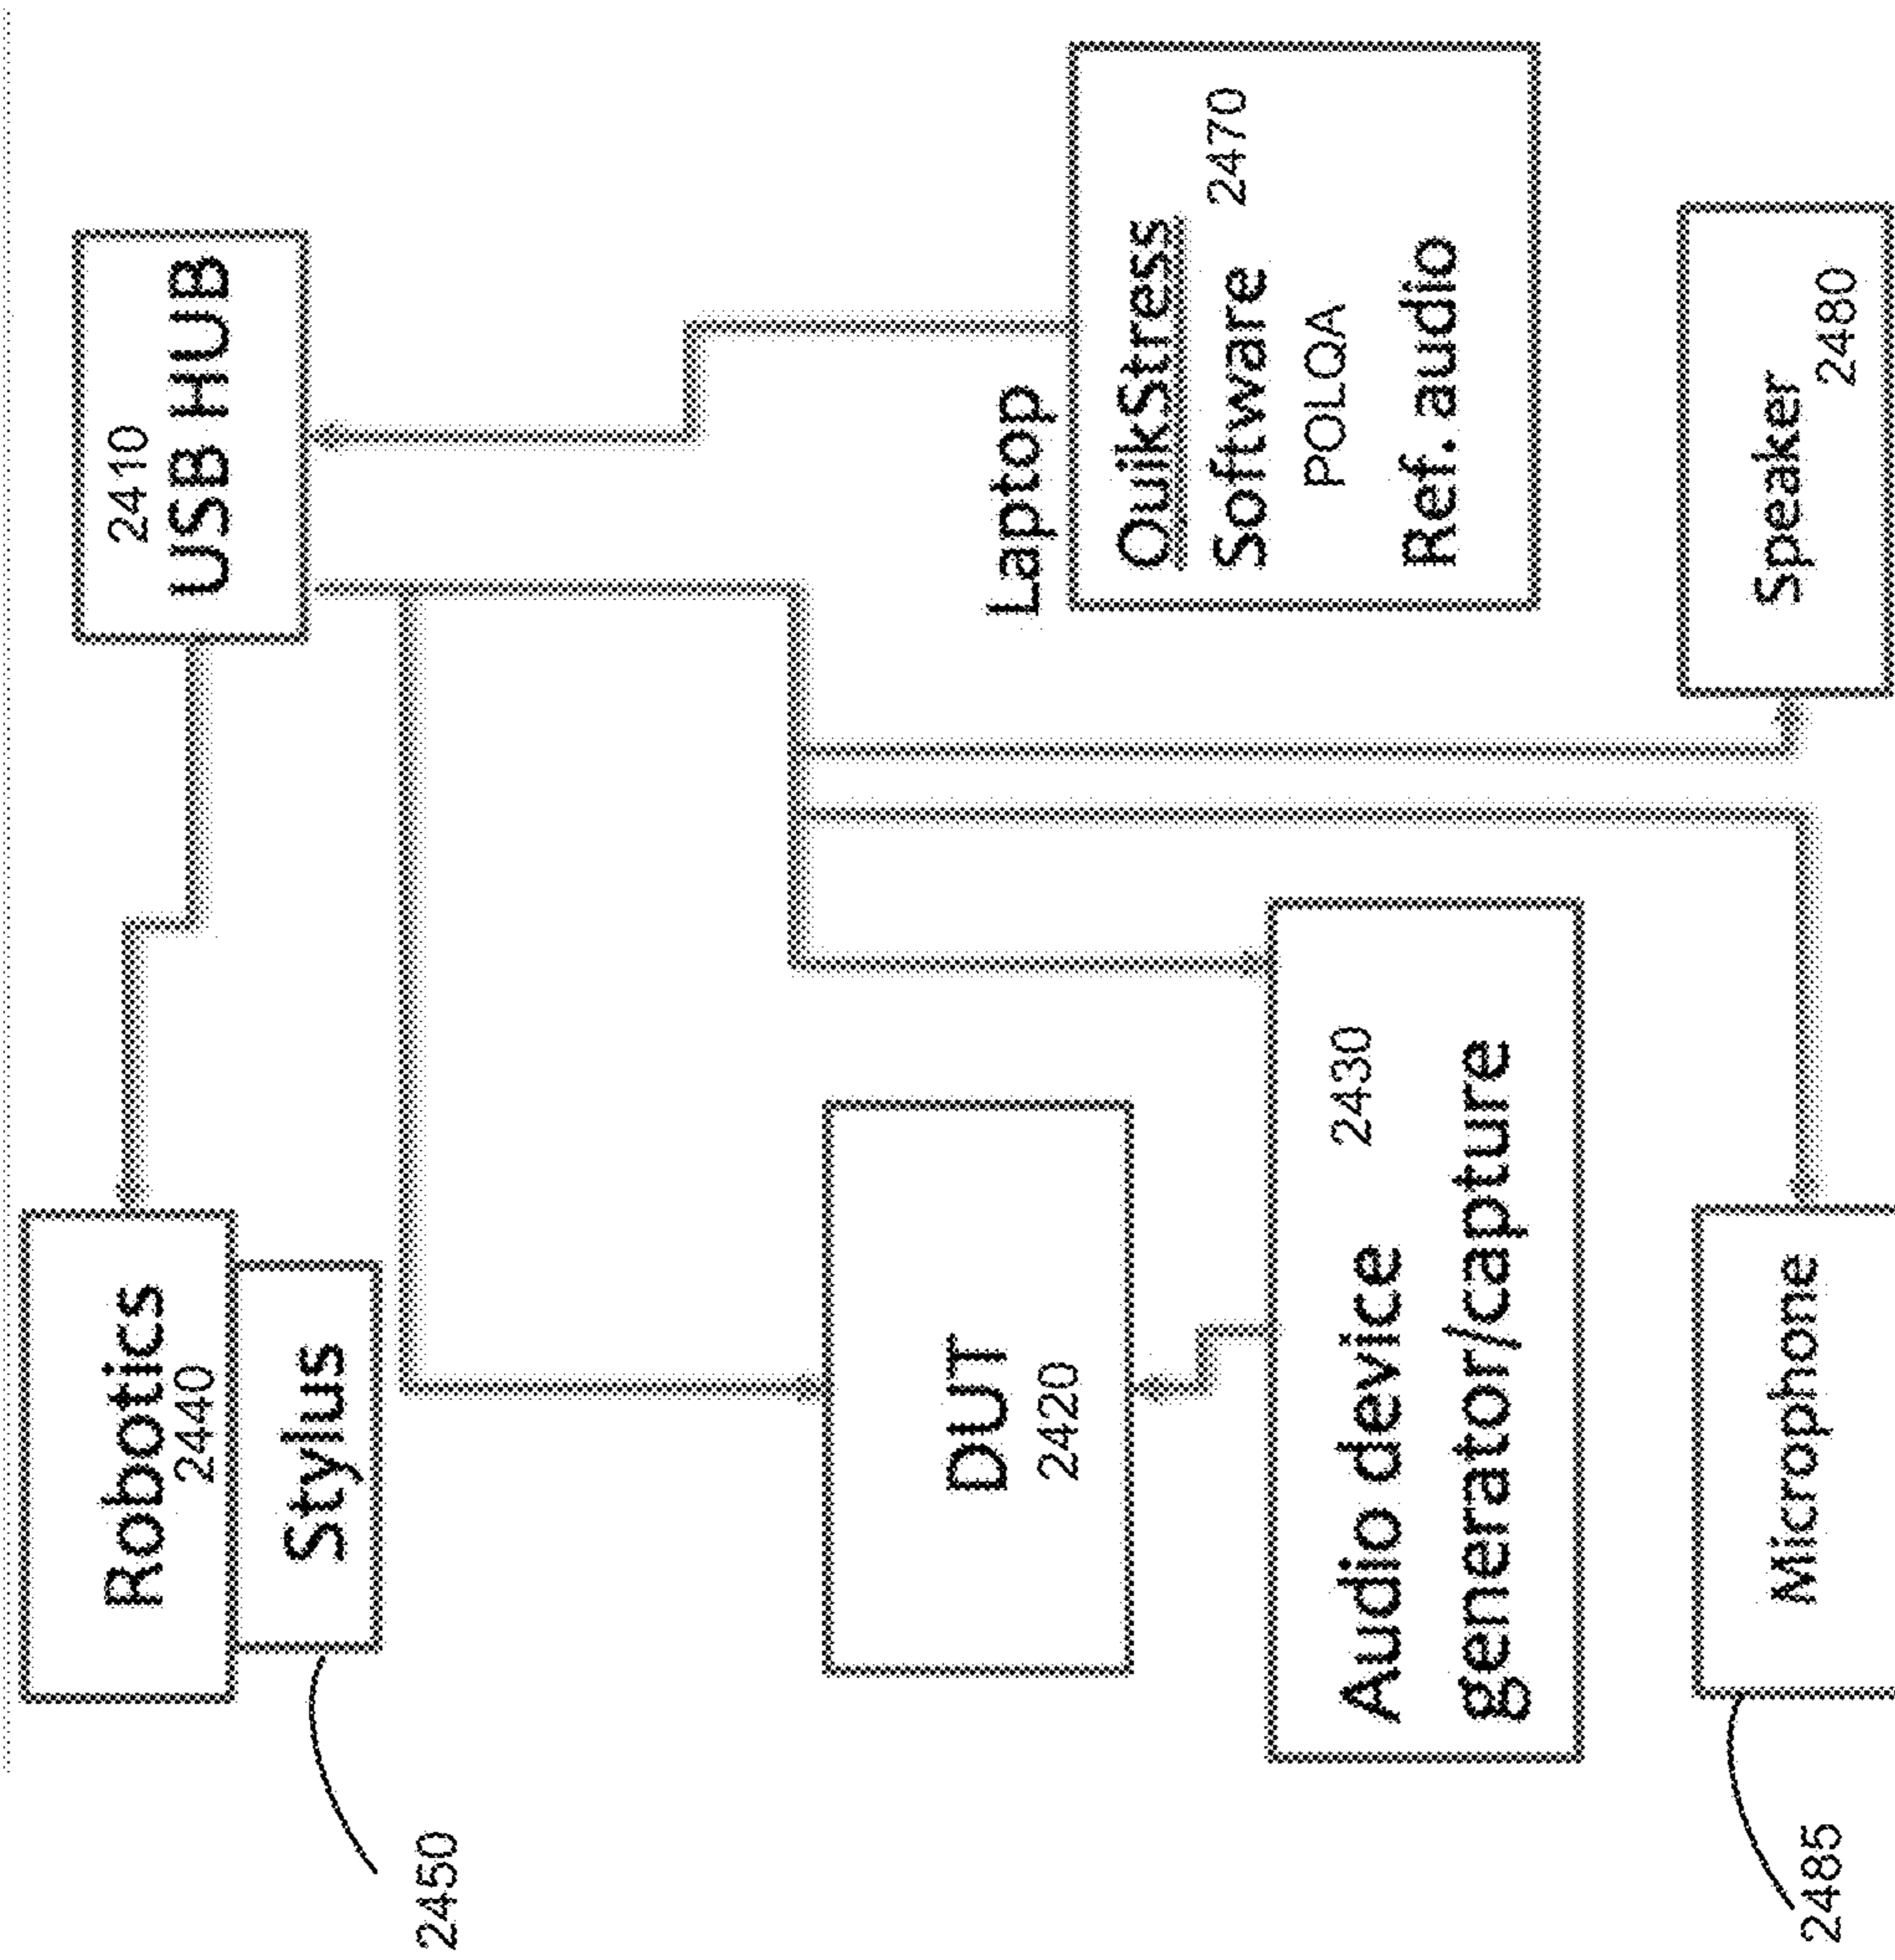 Robotics
2440
Stylus
2450
2410
USB HUB
DUT
2420
Laptop
OuikStress
Software 2470
POLQA
Ref. audio
Audio device 2430
generator/capture
Microphone
2485
Speaker
2480